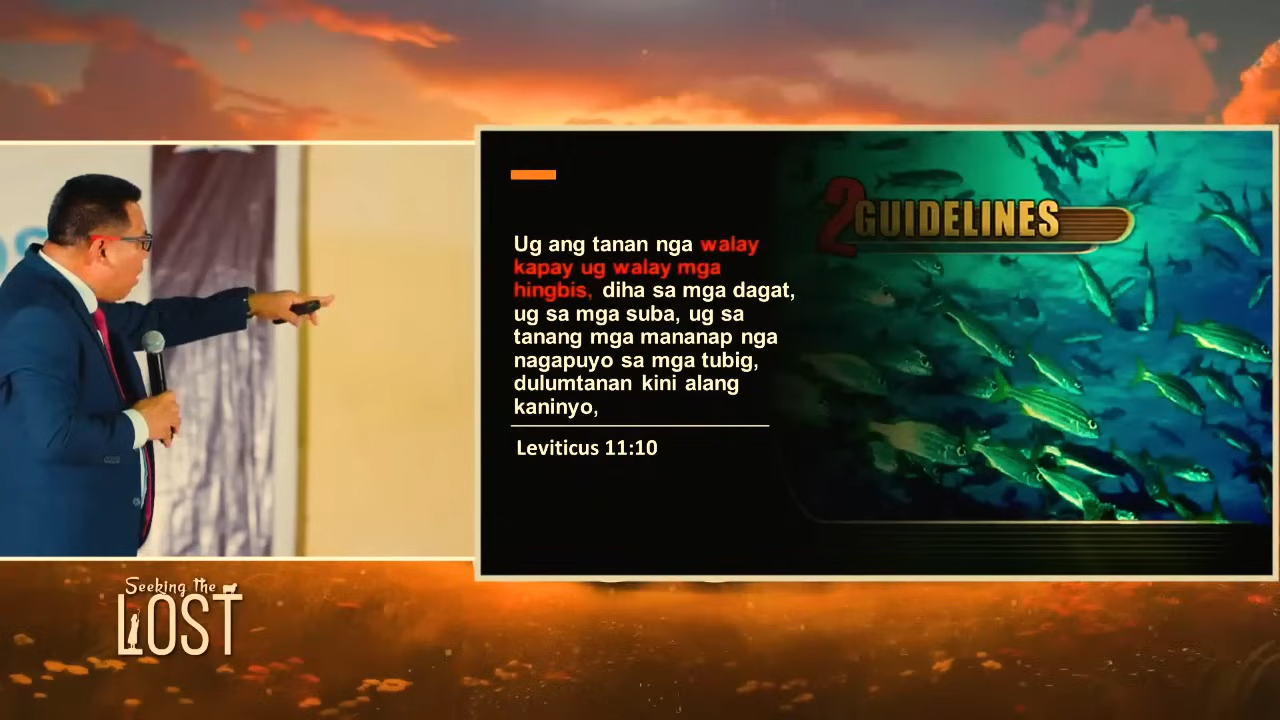 2 GUIDELINES
Ug ang tanan nga walay
kapay ug walay mga
hingbis, diha sa mga dagat,
ug sa mga suba, ug sa
tanang mga mananap nga
nagapuyo sa mga tubig,
dulumtanan kini alang
kaninyo,
Leviticus 11:10
Seeking the
LOST